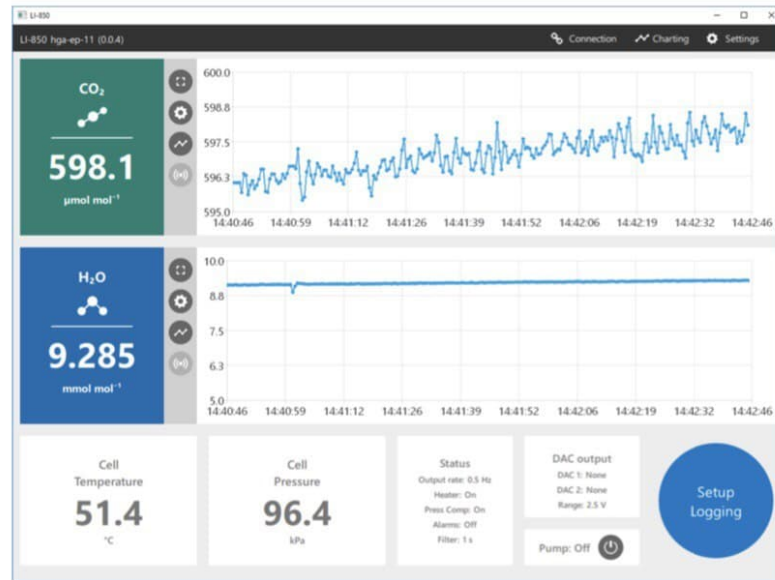 LI-850
LI-850 hga-ep-11 (0.0.4)
Connection
Charting
Settings
CO₂
598.1
μmol mol⁻¹
600.0
598.8
597.5
596.3
595.0
14:40:46 14:40:59 14:41:12 14:41:26 14:41:39 14:41:52 14:42:06 14:42:19 14:42:32 14:42:46
H₂O
9.285
mmol mol⁻¹
10.0
8.8
7.5
6.3
5.0
14:40:46 14:40:59 14:41:12 14:41:26 14:41:39 14:41:52 14:42:06 14:42:19 14:42:32 14:42:46
Cell
Temperature
51.4
°C
Cell
Pressure
96.4
kPa
Status
Output rate: 0.5 Hz
Heater: On
Press Comp: On
Alarms: Off
Filter: 1 s
DAC output
DAC 1: None
DAC 2: None
Range: 2.5 V
Pump: Off
Setup
Logging